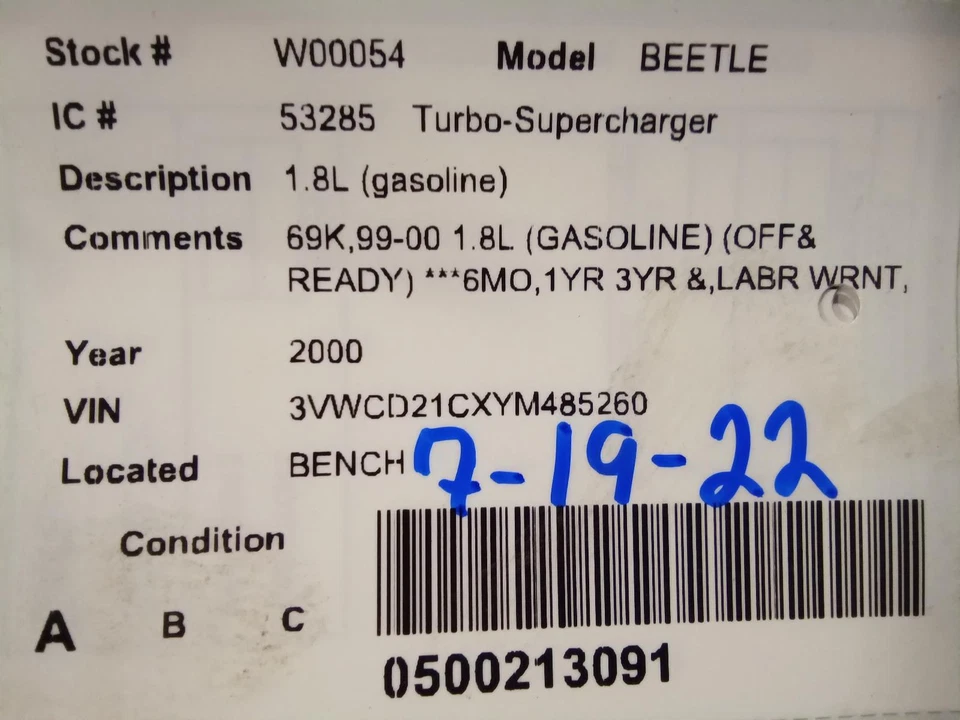 Stock # W00054 Model BEETLE
IC # 53285 Turbo-Supercharger
Description 1.8L (gasoline)
Comments 69K,99-00 1.8L (GASOLINE) (OFF&
READY) ***6MO,1YR 3YR &,LABR WRNT,
Year 2000
VIN 3VWCD21CXYM485260
Located BENCH 7-19-22
Condition
A B C
0500213091